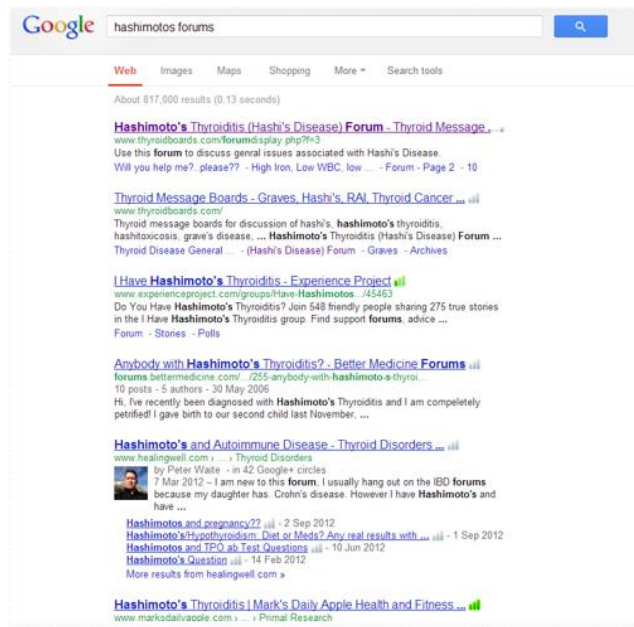 Google
hashimotos forums
Web Images Maps Shopping More Search tools
About 817,000 results (0.13 seconds)
Hashimoto's Thyroiditis (Hashi's Disease) Forum - Thyroid Message ...
www.thyroidboards.com/forumdisplay.php?f=3
Use this forum to discuss genral issues associated with Hashi's Disease.
Will you help me?..please?? - High Iron, Low WBC, low ... - Forum - Page 2 - 10
Thyroid Message Boards - Graves, Hashi's, RAI, Thyroid Cancer ...
www.thyroidboards.com/
Thyroid message boards for discussion of hashi's, hashimoto's thyroiditis,
hashitoxicosis, grave's disease, ... Hashimoto's Thyroiditis (Hashi's Disease) Forum ...
Thyroid Disease General ... - (Hashi's Disease) Forum - Graves - Archives
I Have Hashimoto's Thyroiditis - Experience Project
www.experienceproject.com/groups/Have-Hashimotos.../45463
Do You Have Hashimoto's Thyroiditis? Join 548 friendly people sharing 275 true stories
in the I Have Hashimoto's Thyroiditis group. Find support forums, advice ...
Forum - Stories - Polls
Anybody with Hashimoto's Thyroiditis? - Better Medicine Forums
forums.bettermedicine.com/.../255-anybody-with-hashimoto-s-thyroi...
10 posts - 5 authors - 30 May 2006
Hi, I've recently been diagnosed with Hashimoto's Thyroiditis and I am compeletely
petrified! I gave birth to our second child last November, ...
Hashimoto's and Autoimmune Disease - Thyroid Disorders ...
www.healingwell.com › ... › Thyroid Disorders
by Peter Waite - in 42 Google+ circles
7 Mar 2012 – I am new to this forum, I usually hang out on the IBD forums
because my daughter has. Crohn's disease. However I have Hashimoto's and
have ...
Hashimotos and pregnancy?? - 2 Sep 2012
Hashimoto's/Hypothyroidism: Diet or Meds? Any real results with ... - 1 Sep 2012
Hashimotos and TPO ab Test Questions - 10 Jun 2012
Hashimoto's Question - 14 Feb 2012
More results from healingwell.com »
Hashimoto's Thyroiditis | Mark's Daily Apple Health and Fitness ...
www.marksdailyapple.com › ... › Primal Research